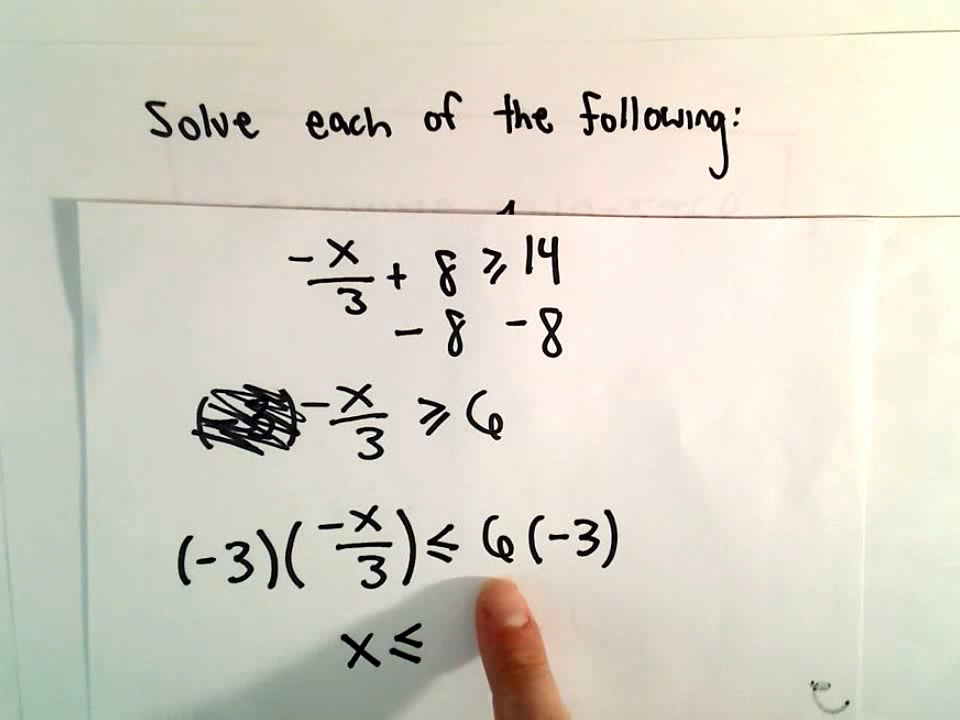 Solve each of the following:
-x/3 + 8 ≥ 14
- 8 - 8
-x/3 ≥ 6
(-3)(-x/3) ≤ 6(-3)
x ≤